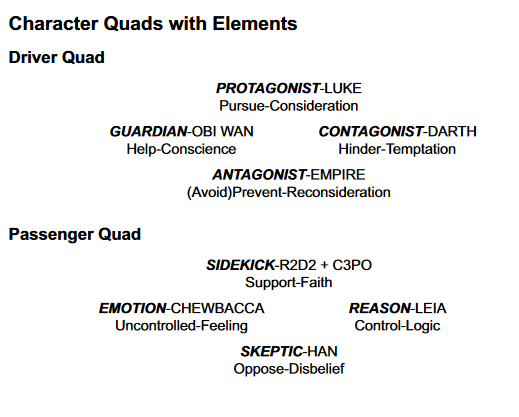 Character Quads with Elements
Driver Quad
PROTAGONIST-LUKE
Pursue-Consideration
GUARDIAN-OBI WAN CONTAGONIST-DARTH
Help-Conscience Hinder-Temptation
ANTAGONIST-EMPIRE
(Avoid)Prevent-Reconsideration
Passenger Quad
SIDEKICK-R2D2 + C3PO
Support-Faith
EMOTION-CHEWBACCA REASON-LEIA
Uncontrolled-Feeling Control-Logic
SKEPTIC-HAN
Oppose-Disbelief